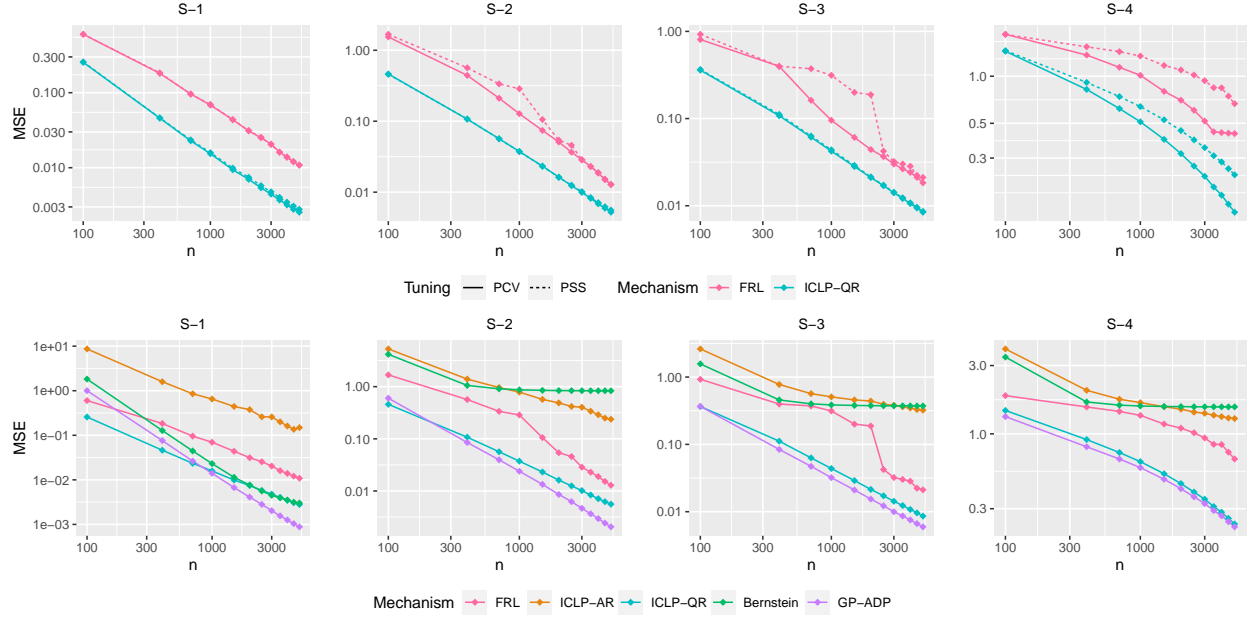 S−1 S−2 S−3 S−4
MSE
0.300
0.100
0.030
0.010
0.003
1.00
0.10
0.01
1.00
0.10
0.01
1.0
0.5
0.3
100 300 1000 3000 100 300 1000 3000 100 300 1000 3000 100 300 1000 3000
n n n n
Tuning PCV PSS Mechanism FRL ICLP−QR
S−1 S−2 S−3 S−4
MSE
1e+01
1e+00
1e−01
1e−02
1e−03
1.00
0.10
0.01
1.00
0.10
0.01
3.0
1.0
0.3
100 300 1000 3000 100 300 1000 3000 100 300 1000 3000 100 300 1000 3000
n n n n
Mechanism FRL ICLP−AR ICLP−QR Bernstein GP−ADP